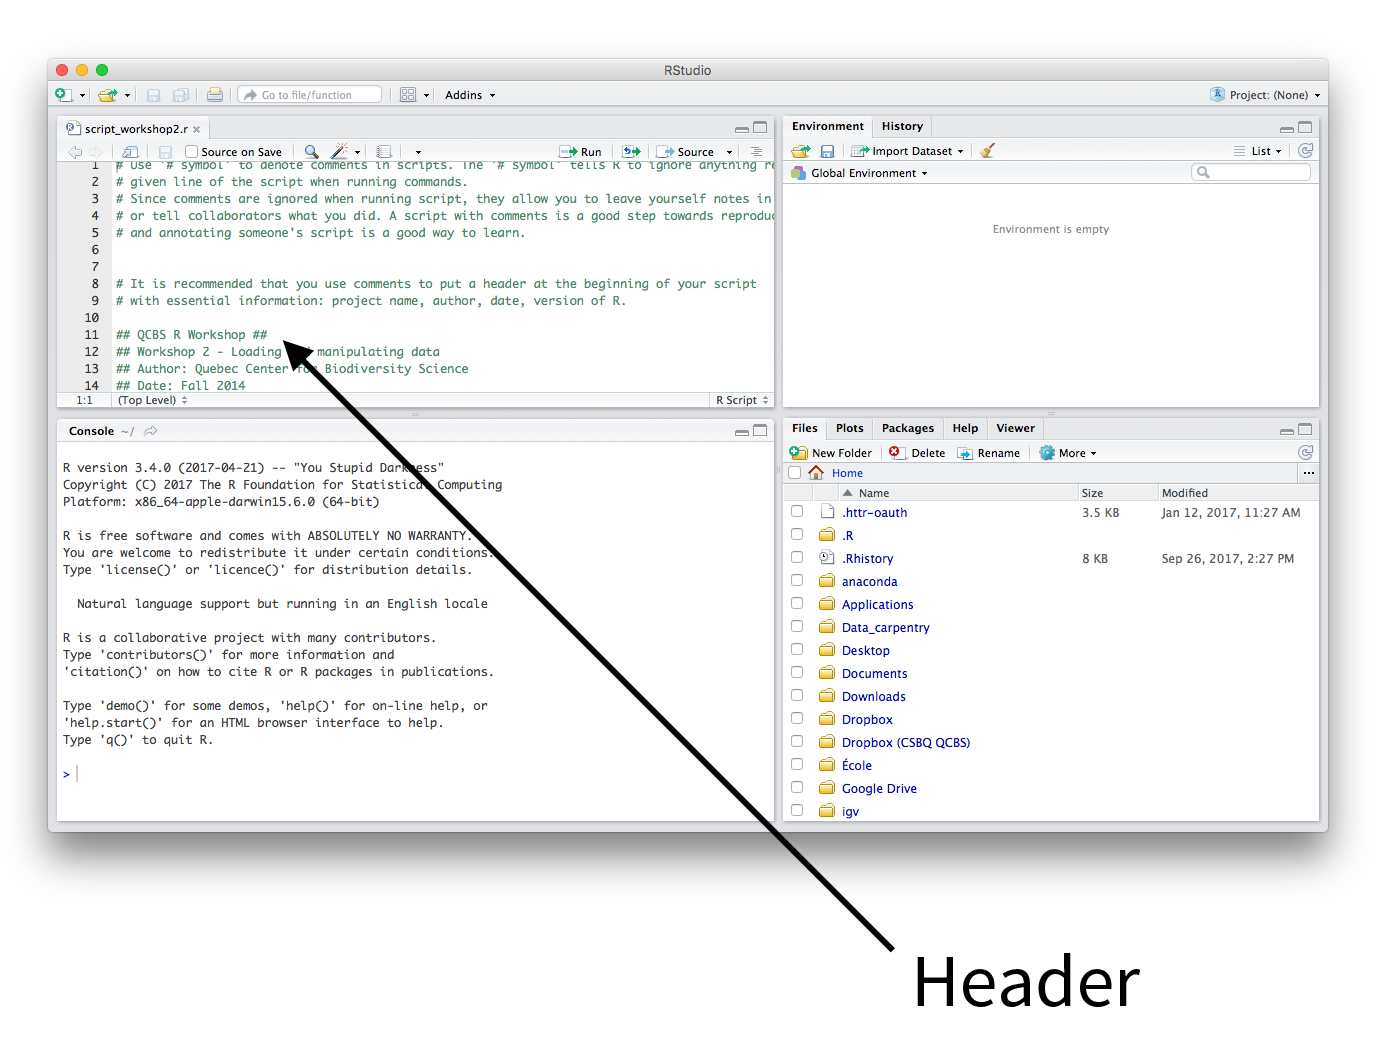 RStudio
Go to file/function
Addins
Project: (None)
script_workshop2.r
Source on Save
Run
Source
1 # Use '# symbol' to denote comments in scripts. The '# symbol' tells R to ignore anything re
2 # given line of the script when running commands.
3 # Since comments are ignored when running script, they allow you to leave yourself notes in
4 # or tell collaborators what you did. A script with comments is a good step towards reprodu
5 # and annotating someone's script is a good way to learn.
6
7
8 # It is recommended that you use comments to put a header at the beginning of your script
9 # with essential information: project name, author, date, version of R.
10
11 ## QCBS R Workshop ##
12 ## Workshop 2 - Loading manipulating data
13 ## Author: Quebec Center for Biodiversity Science
14 ## Date: Fall 2014
1:1 (Top Level) R Script
Console ~/
R version 3.4.0 (2017-04-21) -- "You Stupid Darkness"
Copyright (C) 2017 The R Foundation for Statistical Computing
Platform: x86_64-apple-darwin15.6.0 (64-bit)
R is free software and comes with ABSOLUTELY NO WARRANTY.
You are welcome to redistribute it under certain conditions.
Type 'license()' or 'licence()' for distribution details.
Natural language support but running in an English locale
R is a collaborative project with many contributors.
Type 'contributors()' for more information and
'citation()' on how to cite R or R packages in publications.
Type 'demo()' for some demos, 'help()' for on-line help, or
'help.start()' for an HTML browser interface to help.
Type 'q()' to quit R.
>
Environment History
Import Dataset List
Global Environment
Environment is empty
Files Plots Packages Help Viewer
New Folder Delete Rename More
Home ...
Name Size Modified
.httr-oauth 3.5 KB Jan 12, 2017, 11:27 AM
.R
.Rhistory 8 KB Sep 26, 2017, 2:27 PM
anaconda
Applications
Data_carpentry
Desktop
Documents
Downloads
Dropbox
Dropbox (CSBQ QCBS)
École
Google Drive
igv
Header